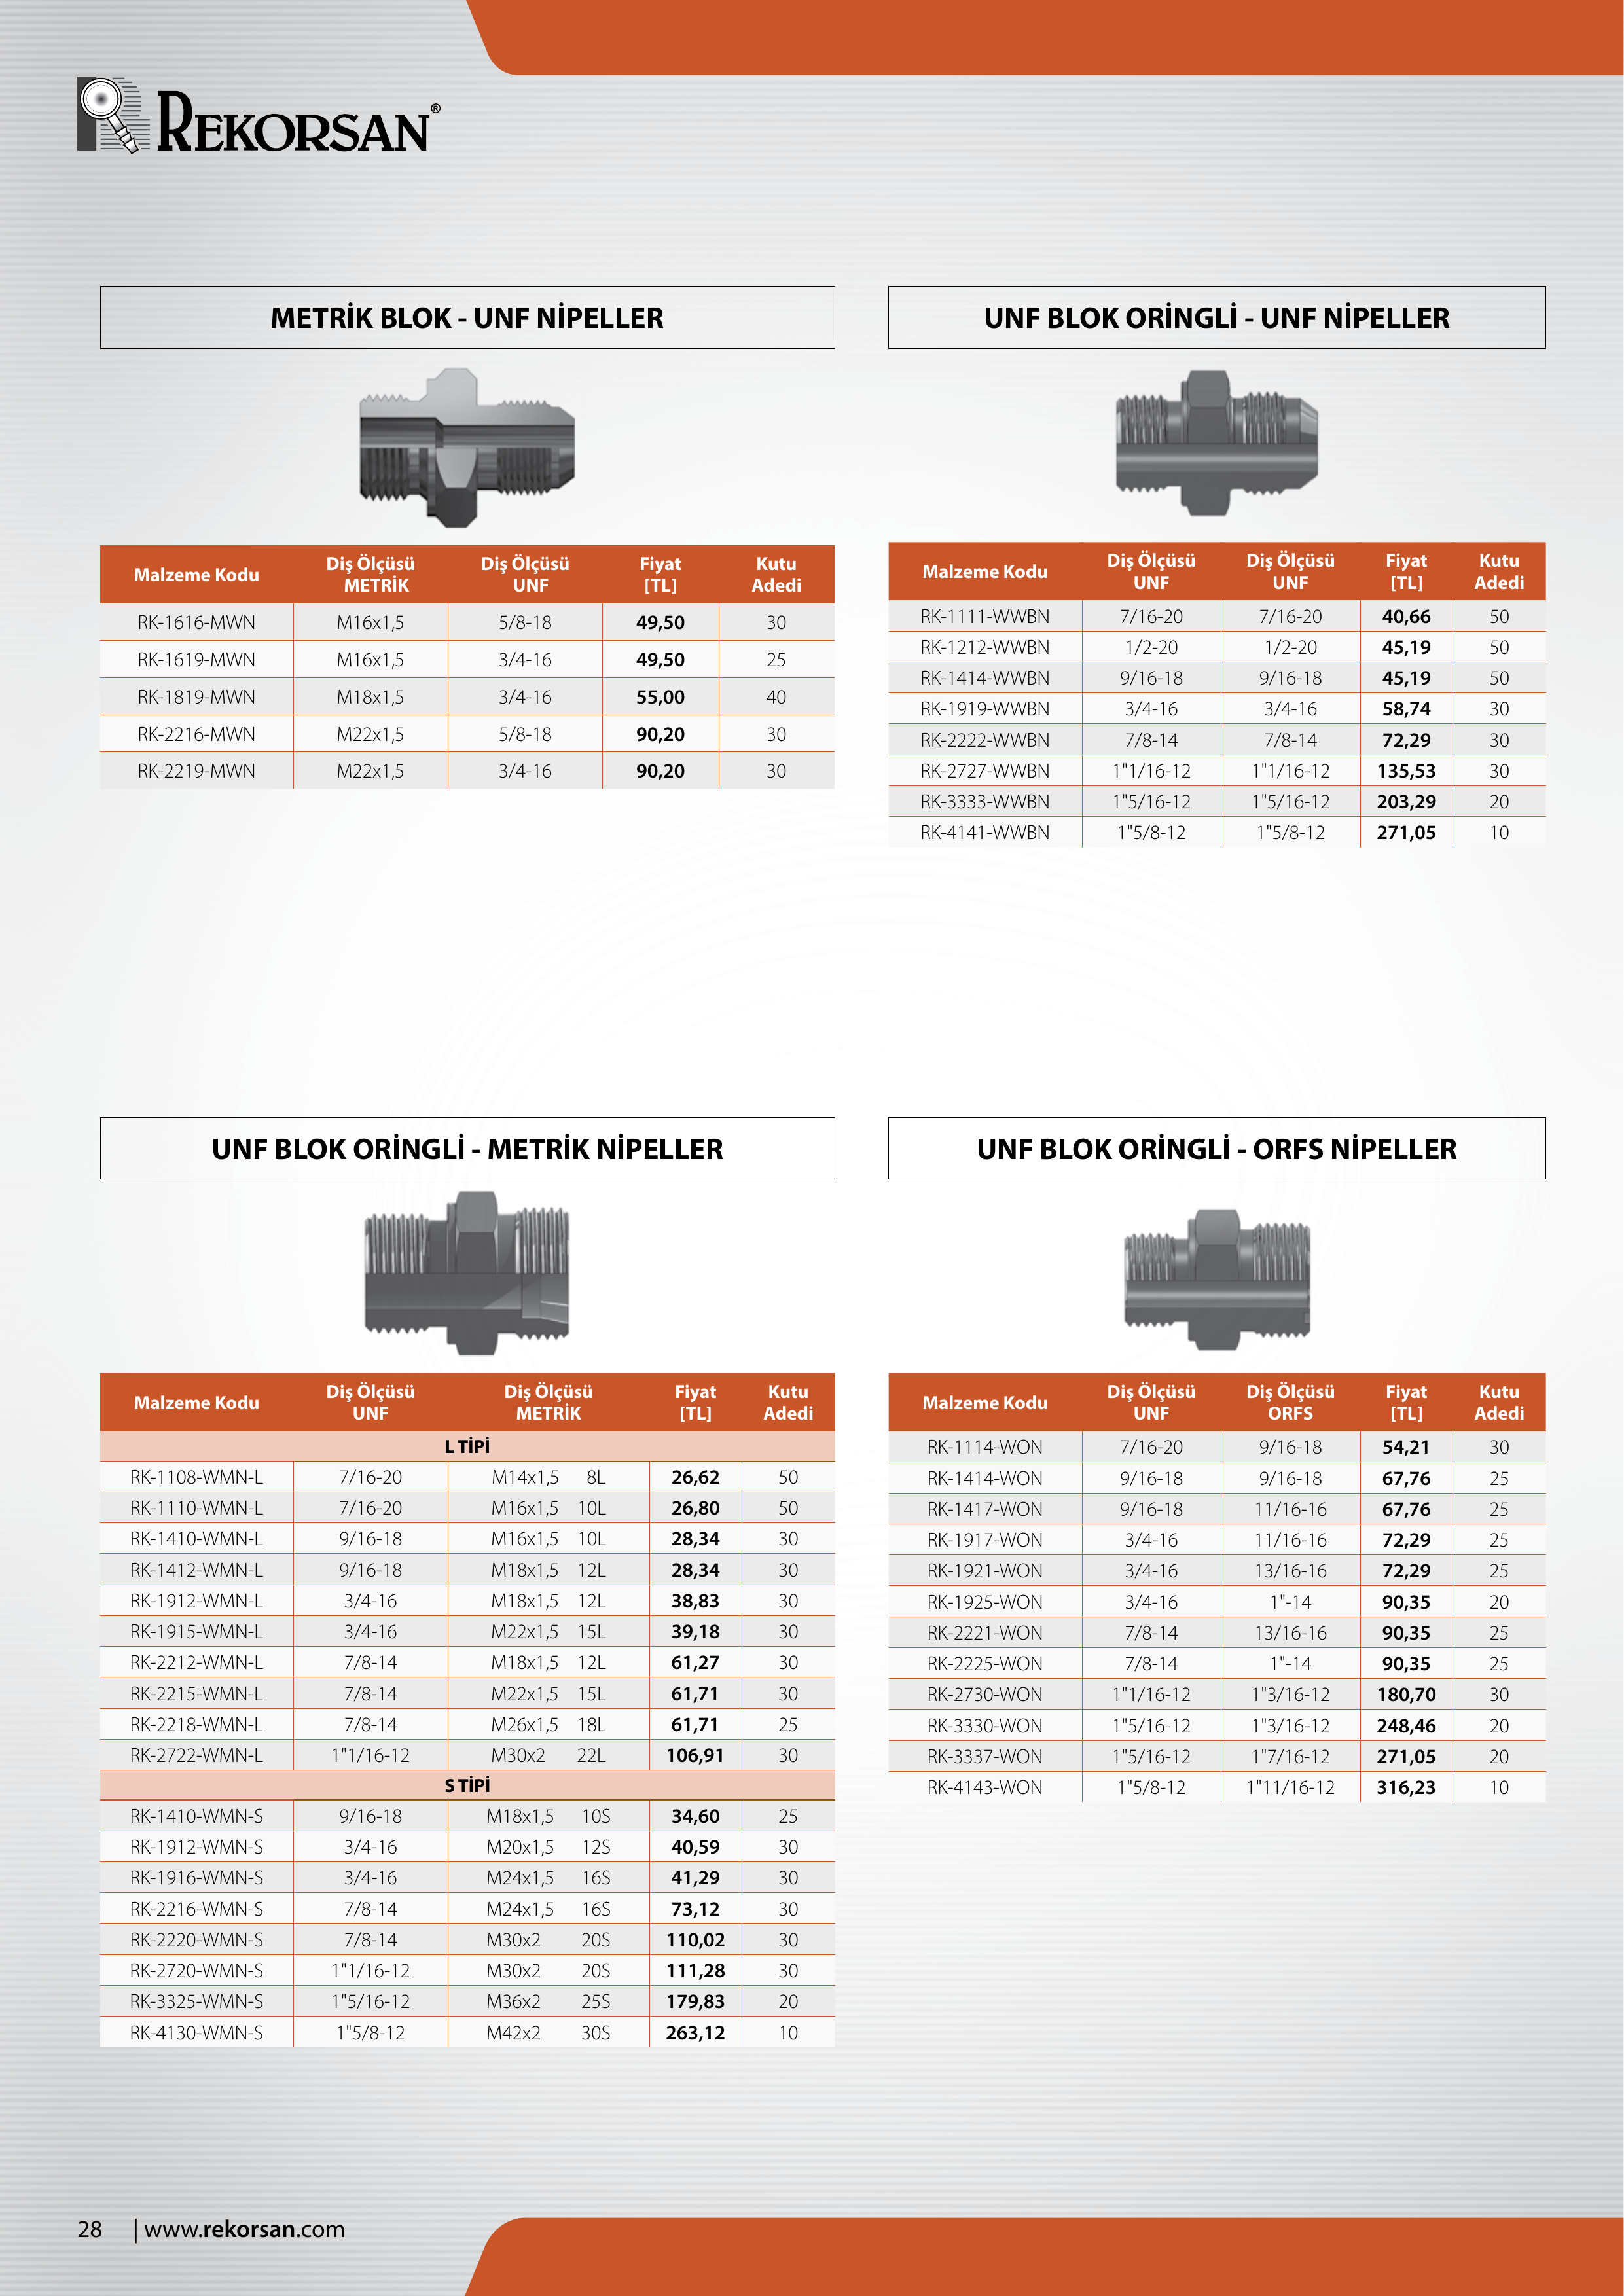 REKORSAN®
METRİK BLOK - UNF NİPELLER
Malzeme Kodu Diş Ölçüsü METRİK Diş Ölçüsü UNF Fiyat [TL] Kutu Adedi
RK-1616-MWN M16x1,5 5/8-18 49,50 30
RK-1619-MWN M16x1,5 3/4-16 49,50 25
RK-1819-MWN M18x1,5 3/4-16 55,00 40
RK-2216-MWN M22x1,5 5/8-18 90,20 30
RK-2219-MWN M22x1,5 3/4-16 90,20 30
UNF BLOK ORİNGLİ - UNF NİPELLER
Malzeme Kodu Diş Ölçüsü UNF Diş Ölçüsü UNF Fiyat [TL] Kutu Adedi
RK-1111-WWBN 7/16-20 7/16-20 40,66 50
RK-1212-WWBN 1/2-20 1/2-20 45,19 50
RK-1414-WWBN 9/16-18 9/16-18 45,19 50
RK-1919-WWBN 3/4-16 3/4-16 58,74 30
RK-2222-WWBN 7/8-14 7/8-14 72,29 30
RK-2727-WWBN 1"1/16-12 1"1/16-12 135,53 30
RK-3333-WWBN 1"5/16-12 1"5/16-12 203,29 20
RK-4141-WWBN 1"5/8-12 1"5/8-12 271,05 10
UNF BLOK ORİNGLİ - METRİK NİPELLER
Malzeme Kodu Diş Ölçüsü UNF Diş Ölçüsü METRİK Fiyat [TL] Kutu Adedi
L TİPİ
RK-1108-WMN-L 7/16-20 M14x1,5 8L 26,62 50
RK-1110-WMN-L 7/16-20 M16x1,5 10L 26,80 50
RK-1410-WMN-L 9/16-18 M16x1,5 10L 28,34 30
RK-1412-WMN-L 9/16-18 M18x1,5 12L 28,34 30
RK-1912-WMN-L 3/4-16 M18x1,5 12L 38,83 30
RK-1915-WMN-L 3/4-16 M22x1,5 15L 39,18 30
RK-2212-WMN-L 7/8-14 M18x1,5 12L 61,27 30
RK-2215-WMN-L 7/8-14 M22x1,5 15L 61,71 30
RK-2218-WMN-L 7/8-14 M26x1,5 18L 61,71 25
RK-2722-WMN-L 1"1/16-12 M30x2 22L 106,91 30
S TİPİ
RK-1410-WMN-S 9/16-18 M18x1,5 10S 34,60 25
RK-1912-WMN-S 3/4-16 M20x1,5 12S 40,59 30
RK-1916-WMN-S 3/4-16 M24x1,5 16S 41,29 30
RK-2216-WMN-S 7/8-14 M24x1,5 16S 73,12 30
RK-2220-WMN-S 7/8-14 M30x2 20S 110,02 30
RK-2720-WMN-S 1"1/16-12 M30x2 20S 111,28 30
RK-3325-WMN-S 1"5/16-12 M36x2 25S 179,83 20
RK-4130-WMN-S 1"5/8-12 M42x2 30S 263,12 10
UNF BLOK ORİNGLİ - ORFS NİPELLER
Malzeme Kodu Diş Ölçüsü UNF Diş Ölçüsü ORFS Fiyat [TL] Kutu Adedi
RK-1114-WON 7/16-20 9/16-18 54,21 30
RK-1414-WON 9/16-18 9/16-18 67,76 25
RK-1417-WON 9/16-18 11/16-16 67,76 25
RK-1917-WON 3/4-16 11/16-16 72,29 25
RK-1921-WON 3/4-16 13/16-16 72,29 25
RK-1925-WON 3/4-16 1"-14 90,35 20
RK-2221-WON 7/8-14 13/16-16 90,35 25
RK-2225-WON 7/8-14 1"-14 90,35 25
RK-2730-WON 1"1/16-12 1"3/16-12 180,70 30
RK-3330-WON 1"5/16-12 1"3/16-12 248,46 20
RK-3337-WON 1"5/16-12 1"7/16-12 271,05 20
RK-4143-WON 1"5/8-12 1"11/16-12 316,23 10
28 | www.rekorsan.com